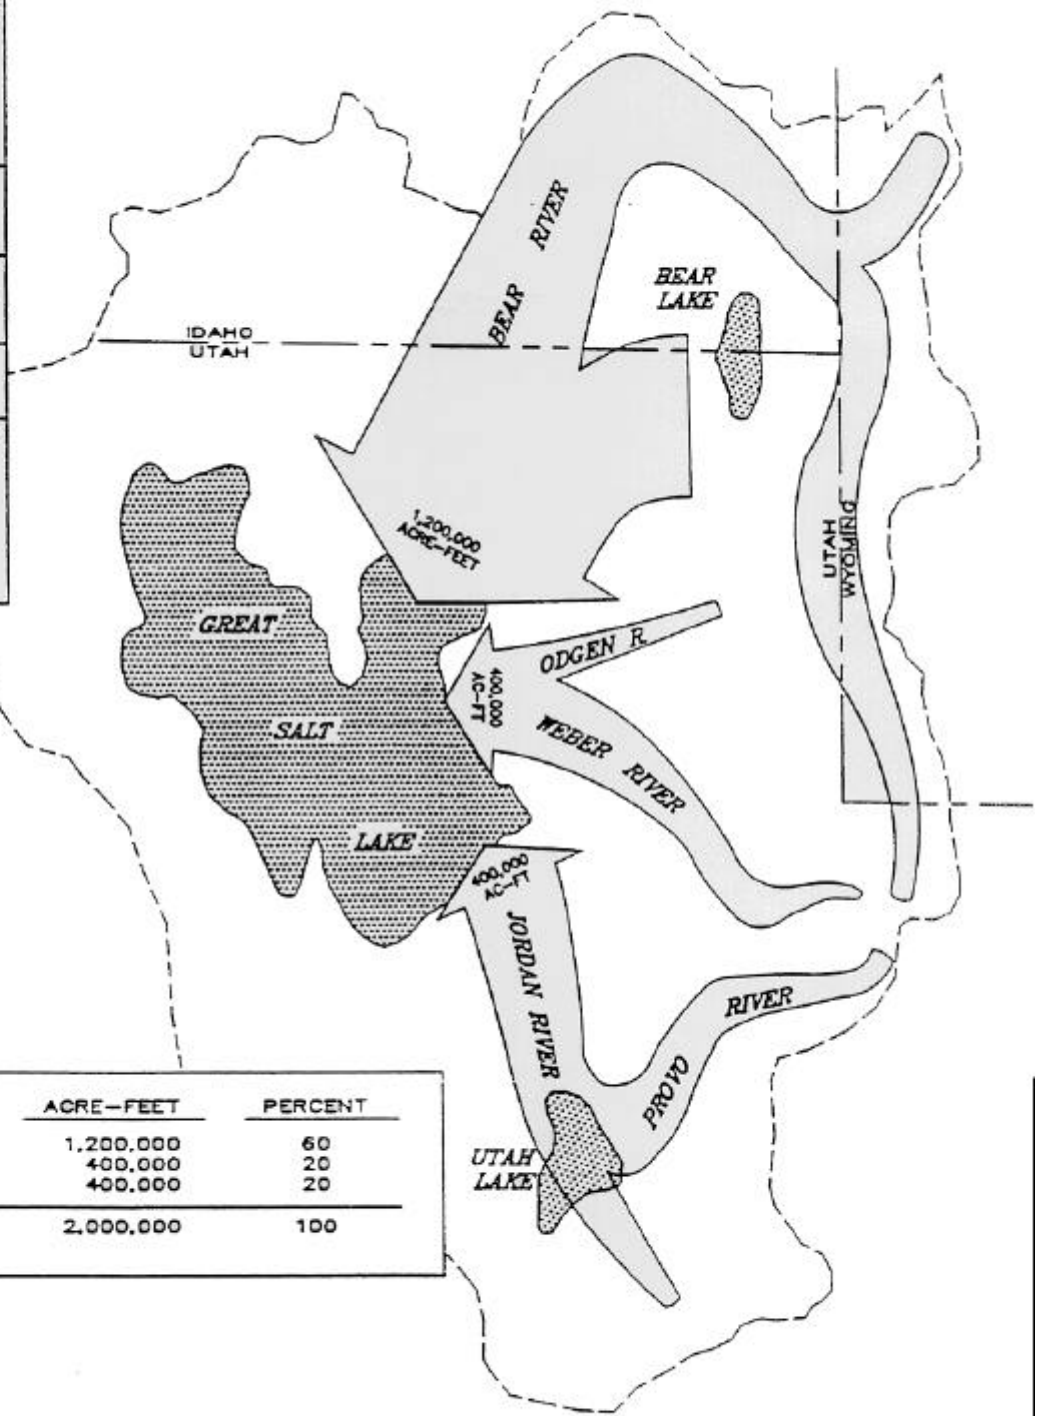 BEAR RIVER
BEAR
LAKE
IDAHO
UTAH
1,200,000
ACRE-FEET
UTAH
WYOMING
GREAT
SALT
LAKE
ODGEN R.
400,000
AC-FT
WEBER RIVER
400,000
AC-FT
JORDAN RIVER
PROVO RIVER
UTAH
LAKE
ACRE-FEET PERCENT
1,200,000 60
400,000 20
400,000 20
2,000,000 100